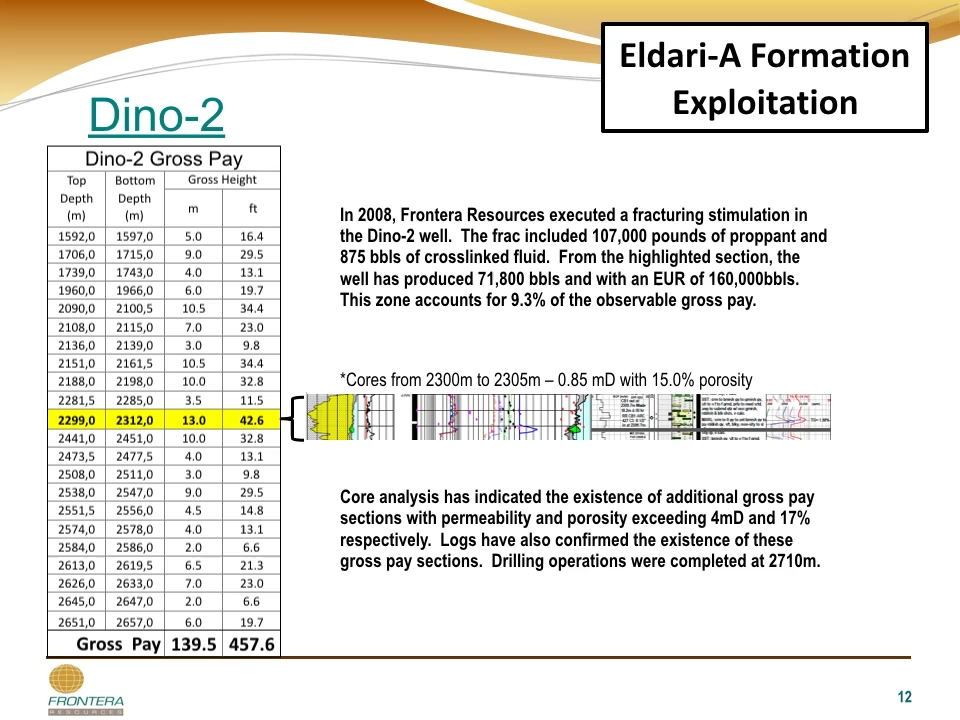 Eldari-A Formation
Exploitation
Dino-2
Dino-2 Gross Pay
Top Depth (m) Bottom Depth (m) Gross Height
m ft
1592,0 1597,0 5.0 16.4
1706,0 1715,0 9.0 29.5
1739,0 1743,0 4.0 13.1
1960,0 1966,0 6.0 19.7
2090,0 2100,5 10.5 34.4
2108,0 2115,0 7.0 23.0
2136,0 2139,0 3.0 9.8
2151,0 2161,5 10.5 34.4
2188,0 2198,0 10.0 32.8
2281,5 2285,0 3.5 11.5
2299,0 2312,0 13.0 42.6
2441,0 2451,0 10.0 32.8
2473,5 2477,5 4.0 13.1
2508,0 2511,0 3.0 9.8
2538,0 2547,0 9.0 29.5
2551,5 2556,0 4.5 14.8
2574,0 2578,0 4.0 13.1
2584,0 2586,0 2.0 6.6
2613,0 2619,5 6.5 21.3
2626,0 2633,0 7.0 23.0
2645,0 2647,0 2.0 6.6
2651,0 2657,0 6.0 19.7
Gross Pay 139.5 457.6
In 2008, Frontera Resources executed a fracturing stimulation in
the Dino-2 well. The frac included 107,000 pounds of proppant and
875 bbls of crosslinked fluid. From the highlighted section, the
well has produced 71,800 bbls and with an EUR of 160,000bbls.
This zone accounts for 9.3% of the observable gross pay.
*Cores from 2300m to 2305m – 0.85 mD with 15.0% porosity
Core analysis has indicated the existence of additional gross pay
sections with permeability and porosity exceeding 4mD and 17%
respectively. Logs have also confirmed the existence of these
gross pay sections. Drilling operations were completed at 2710m.
FRONTERA
RESOURCES
12